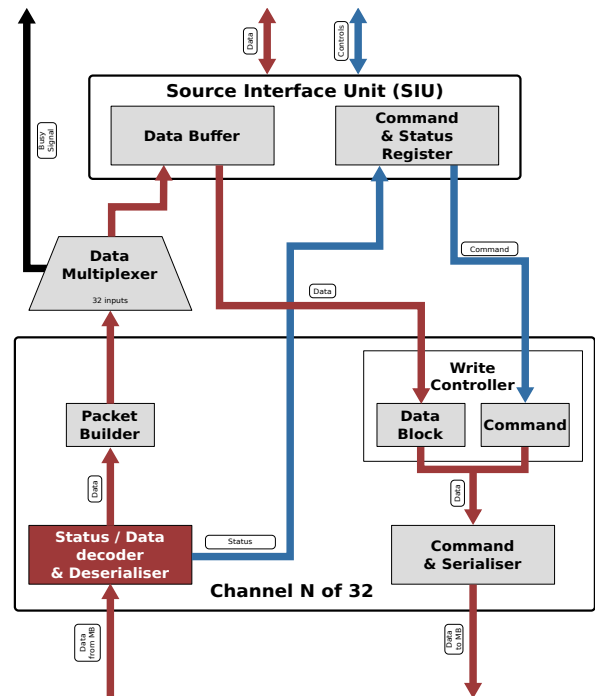 Data
Controls
Busy
Signal
Source Interface Unit (SIU)
Data Buffer
Command
& Status
Register
Data
Multiplexer
32 inputs
Command
Data
Write
Controller
Packet
Builder
Data
Block
Command
Data
Data
Status / Data
decoder
& Deserialiser
Status
Command
& Serialiser
Channel N of 32
Data
from MB
Data
to MB